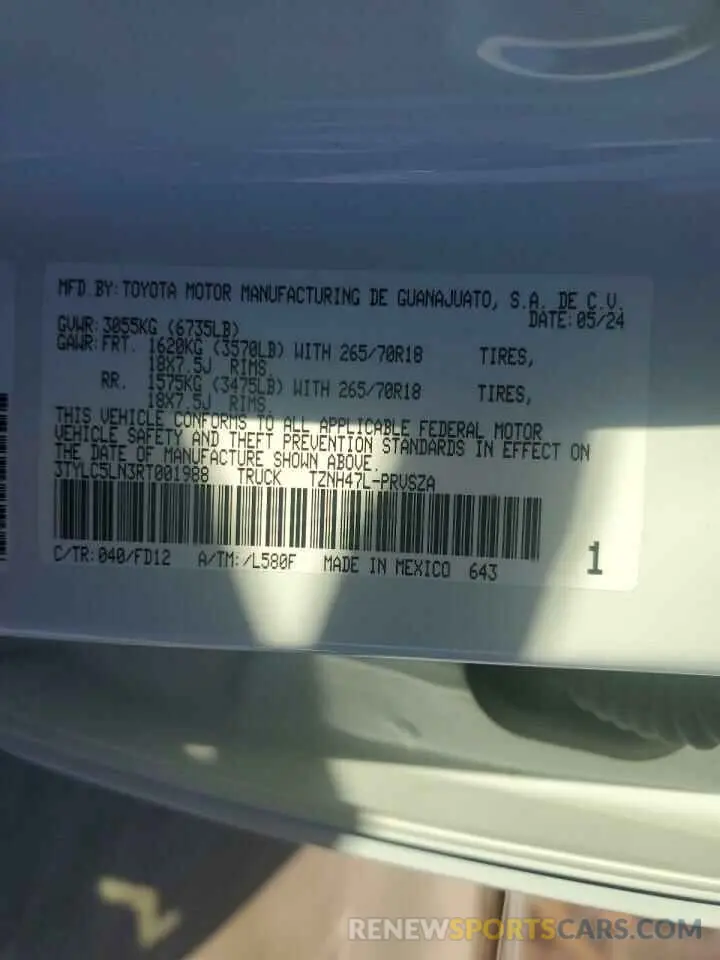 MFD BY: TOYOTA MOTOR MANUFACTURING DE GUANAJUATO, S.A. DE C.V.
DATE: 05/24
GVWR: 3055KG (6735LB)
GAWR: FRT. 1620KG (3570LB) WITH 265/70R18 TIRES,
18X7.5J RIMS.
RR. 1575KG (3475LB) WITH 265/70R18 TIRES,
18X7.5J RIMS.
THIS VEHICLE CONFORMS TO ALL APPLICABLE FEDERAL MOTOR
VEHICLE SAFETY AND THEFT PREVENTION STANDARDS IN EFFECT ON
THE DATE OF MANUFACTURE SHOWN ABOVE.
3TYLC5LN3RT001988 TRUCK TZNH47L-PRVSZA
C/TR: 040/FD12 A/TM: /L580F MADE IN MEXICO 643
1
RENEWSPORTSCARS.COM